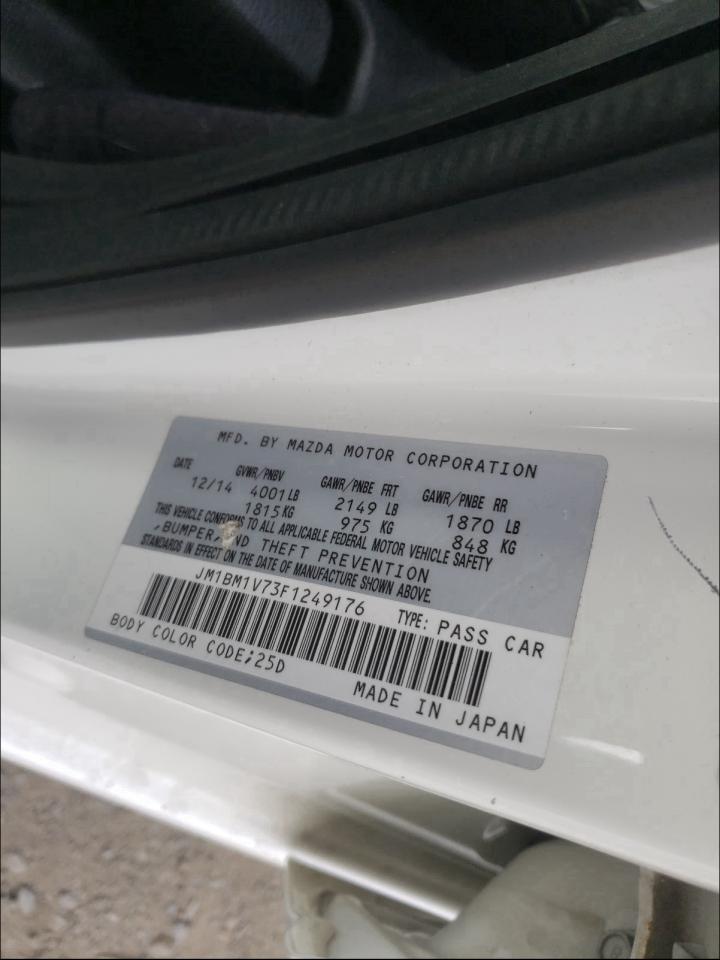 MFD. BY MAZDA MOTOR CORPORATION
DATE GVWR/PNBV GAWR/PNBE FRT GAWR/PNBE RR
12/14 4001 LB 2149 LB 1870 LB
1815 KG 975 KG 848 KG
THIS VEHICLE CONFORMS TO ALL APPLICABLE FEDERAL MOTOR VEHICLE SAFETY
,BUMPER,AND THEFT PREVENTION
STANDARDS IN EFFECT ON THE DATE OF MANUFACTURE SHOWN ABOVE.
JM1BM1V73F1249176 TYPE: PASS CAR
BODY COLOR CODE;25D
MADE IN JAPAN